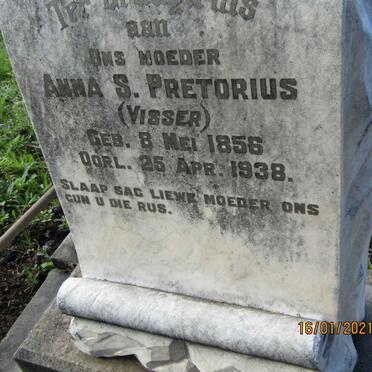 Ter
aan
Ons moeder
Anna S. Pretorius
(Visser)
Geb. 8 Mei 1856
Oorl. 25 Apr. 1938.
Slaap sag liewe moeder ons
gun u die rus.
16/01/2021